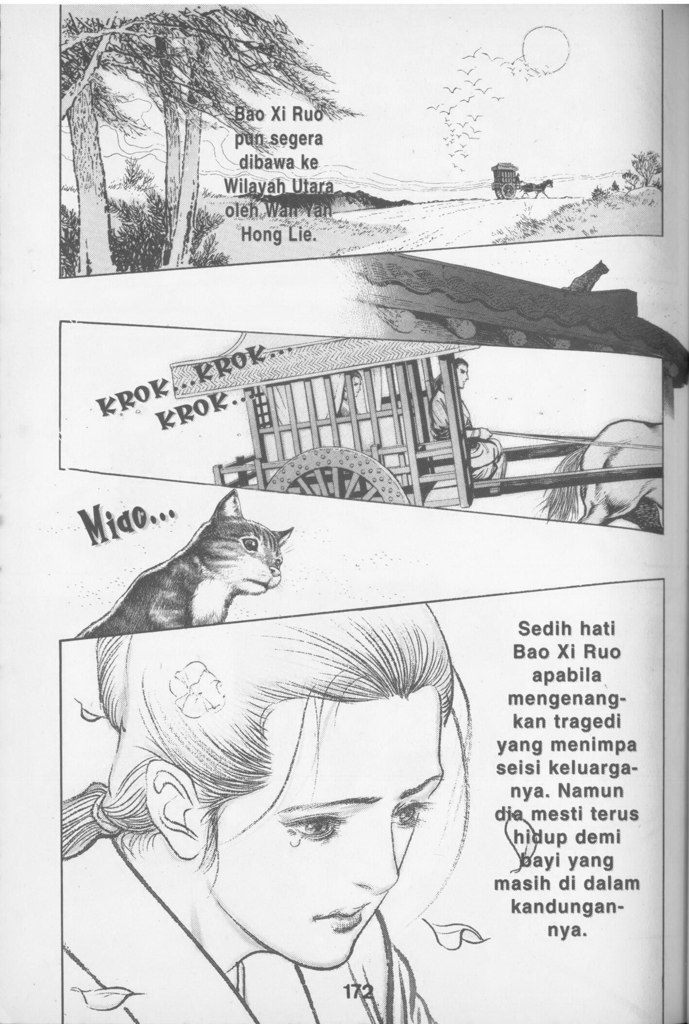 Bao Xi Ruo
pun segera
dibawa ke
Wilayah Utara
oleh Wan Yan
Hong Lie.
KROK...KROK...
KROK...
Miao...
Sedih hati
Bao Xi Ruo
apabila
mengenang-
kan tragedi
yang menimpa
seisi keluarga-
nya. Namun
dia mesti terus
hidup demi
bayi yang
masih di dalam
kandungan-
nya.
172